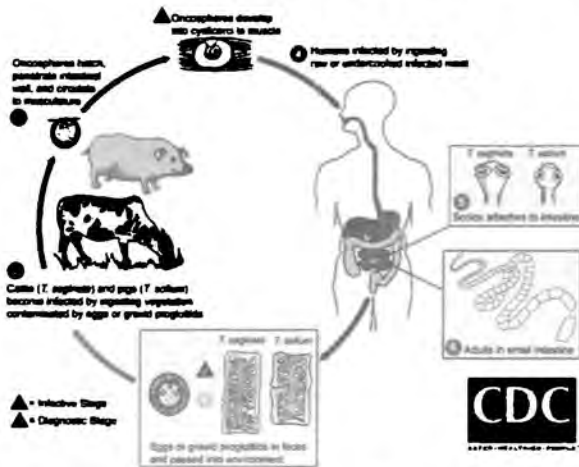 Oncospheres develop
into cysticerci in muscle
Oncospheres hatch,
penetrate intestinal
wall, and circulate
to musculature
Humans infected by ingesting
raw or undercooked infected meat
T. saginata
T. solium
Scolex attaches to intestine
Cattle (T. saginata) and pigs (T. solium)
become infected by ingesting vegetation
contaminated by eggs or gravid proglottids
Adults in small intestine
T. saginata
T. solium
= Infective Stage
= Diagnostic Stage
Eggs or gravid proglottids in feces
and passed into environment
CDC
SAFER·HEALTHIER·PEOPLE